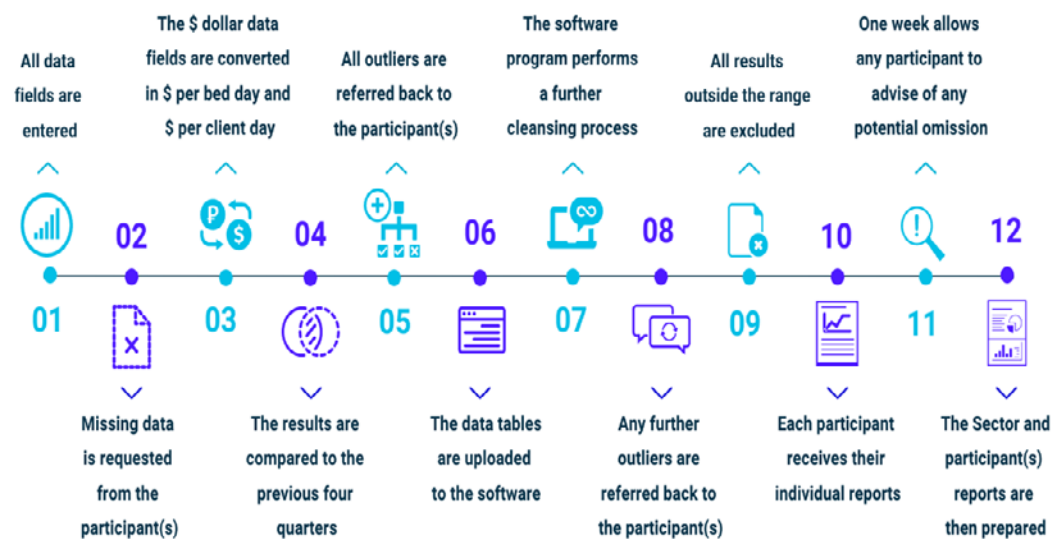 All data
fields are
entered
01
02
Missing data
is requested
from the
participant(s)
The $ dollar data
fields are converted
in $ per bed day and
$ per client day
03
04
The results are
compared to the
previous four
quarters
All outliers are
referred back to
the participant(s)
05
06
The data tables
are uploaded
to the software
The software
program performs
a further
cleansing process
07
08
Any further
outliers are
referred back to
the participant(s)
All results
outside the range
are excluded
09
10
Each participant
receives their
individual reports
One week allows
any participant to
advise of any
potential omission
11
12
The Sector and
participant(s)
reports are
then prepared